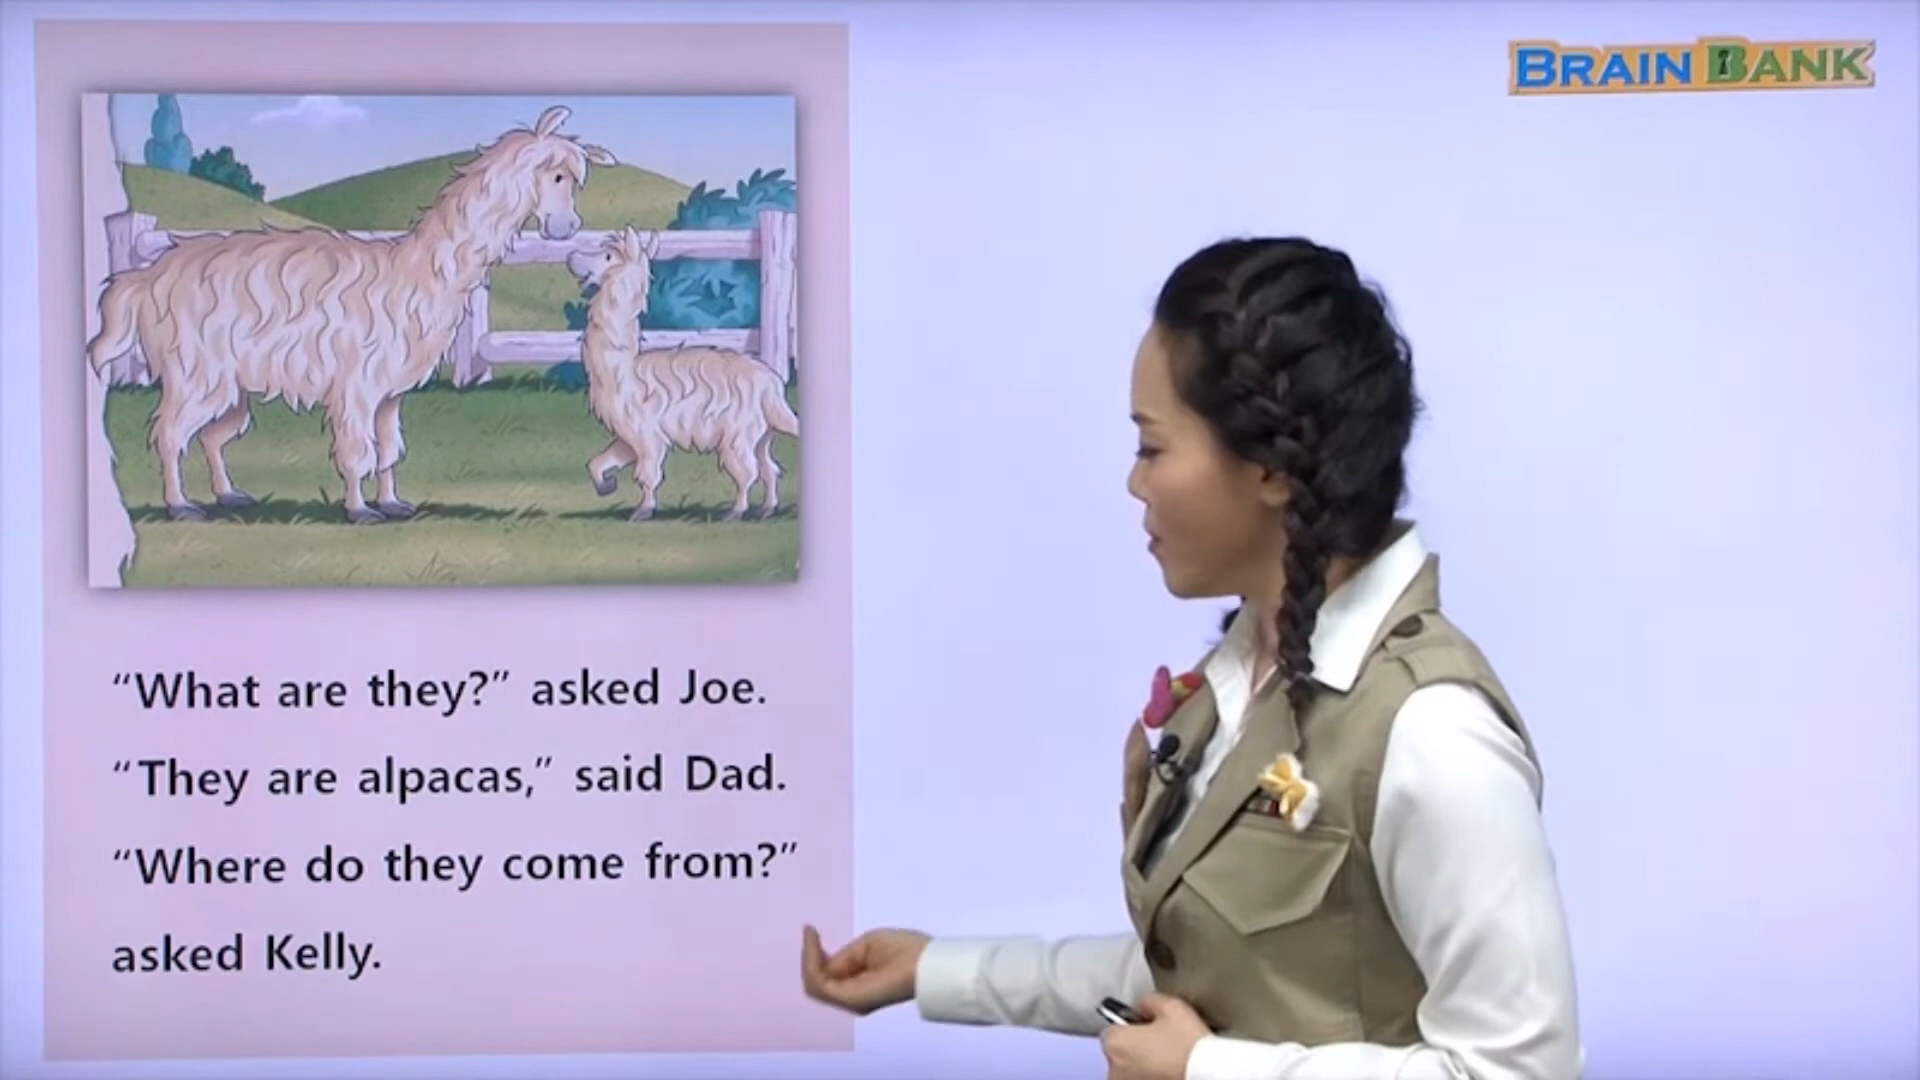 BRAIN BANK
“What are they?” asked Joe.
“They are alpacas,” said Dad.
“Where do they come from?”
asked Kelly.